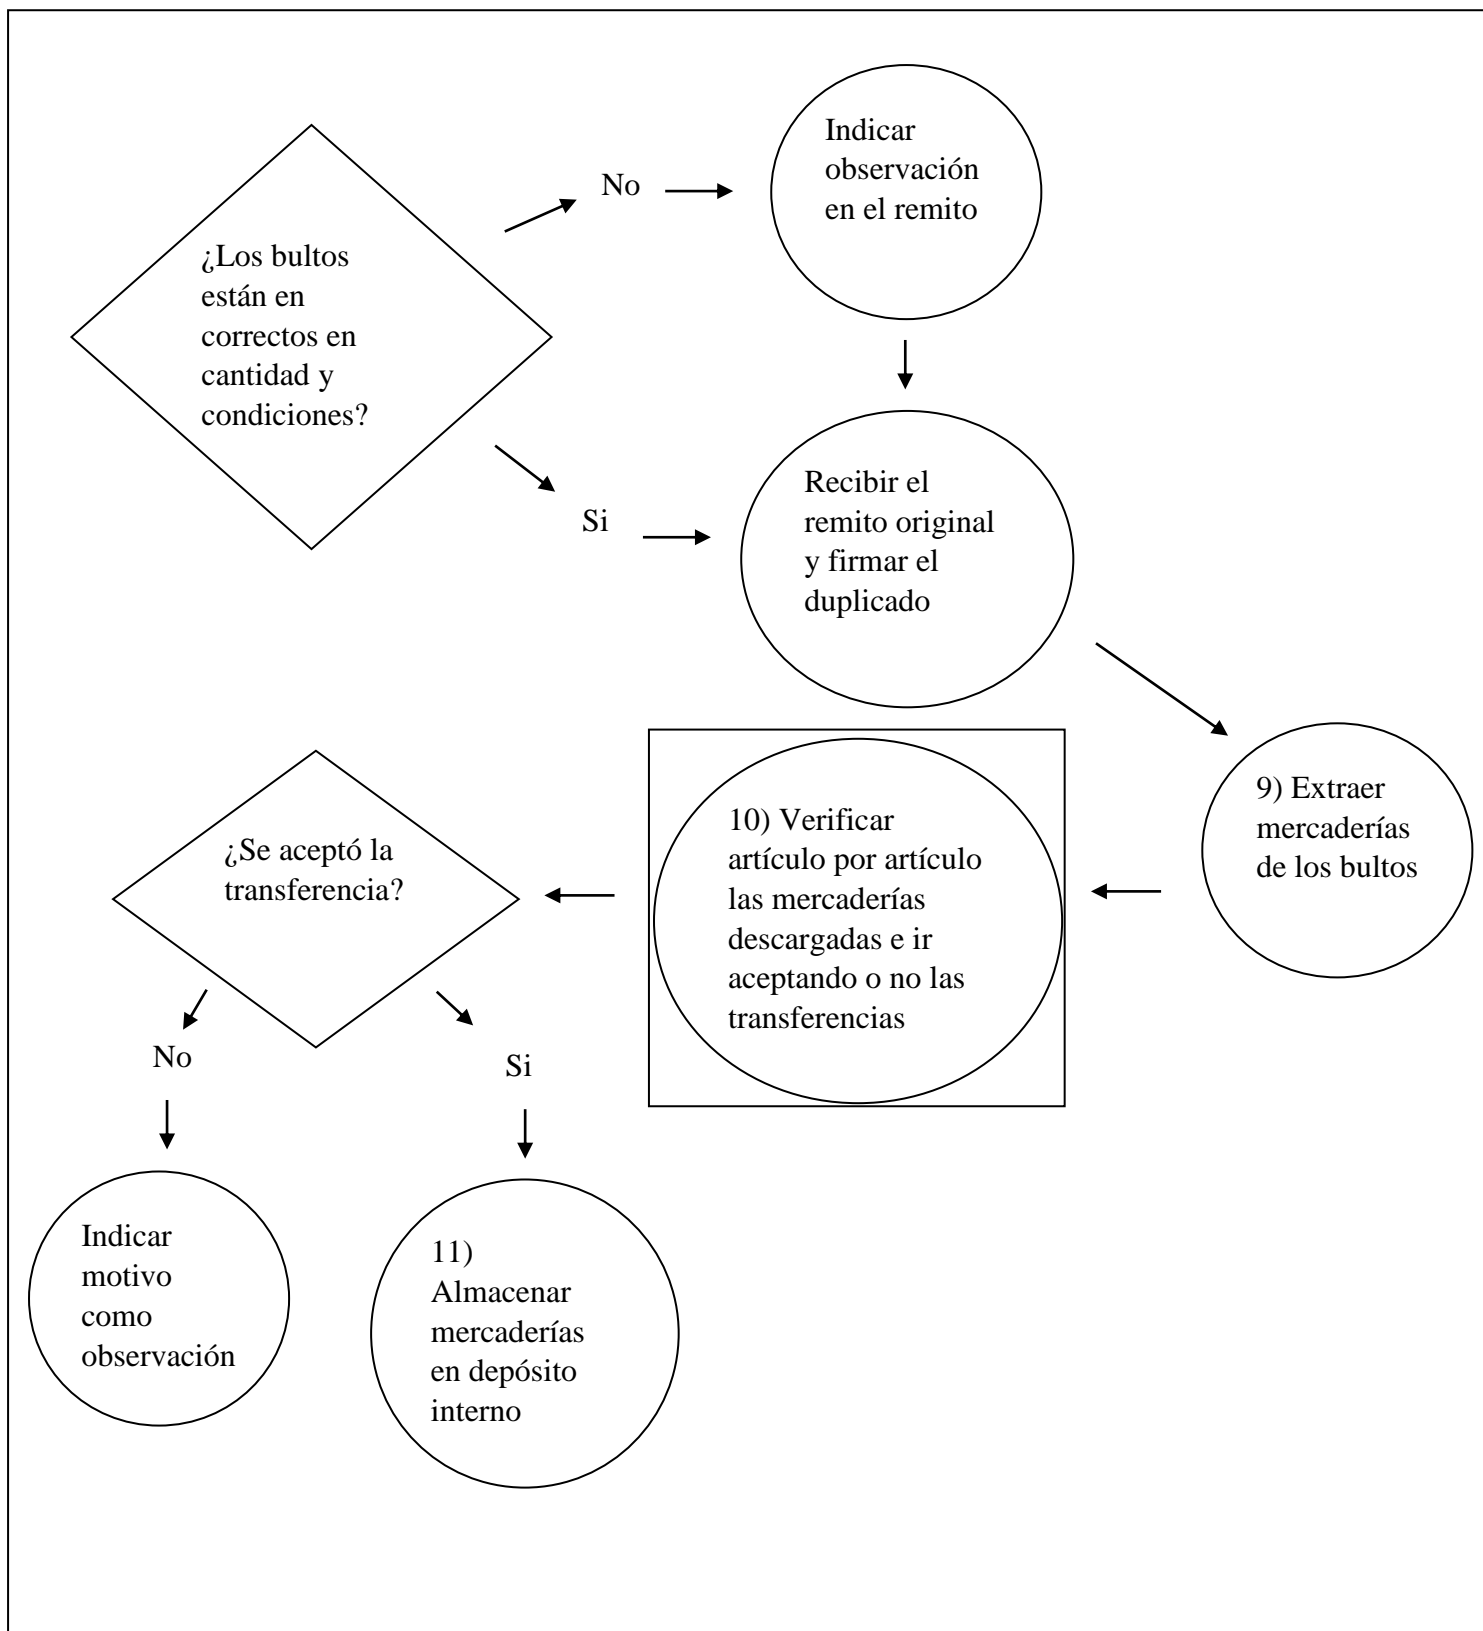 Indicar
observación
en el remito
No
¿Los bultos
están en
correctos en
cantidad y
condiciones?
Si
Recibir el
remito original
y firmar el
duplicado
9) Extraer
mercaderías
de los bultos
10) Verificar
artículo por artículo
las mercaderías
descargadas e ir
aceptando o no las
transferencias
¿Se aceptó la
transferencia?
No
Si
Indicar
motivo
como
observación
11)
Almacenar
mercaderías
en depósito
interno